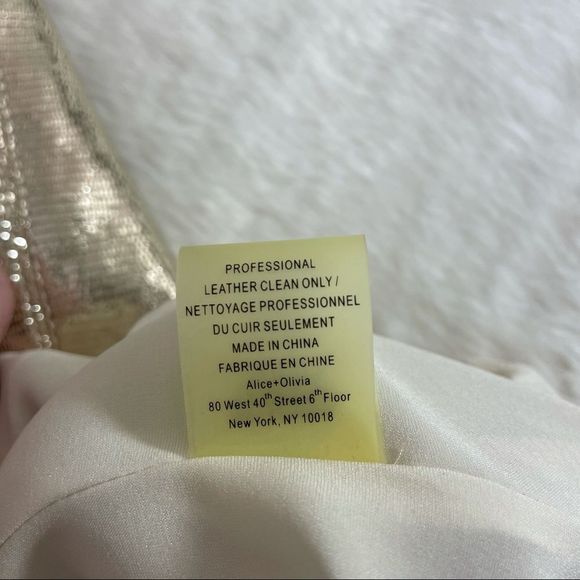 PROFESSIONAL
LEATHER CLEAN ONLY /
NETTOYAGE PROFESSIONNEL
DU CUIR SEULEMENT
MADE IN CHINA
FABRIQUE EN CHINE
Alice+Olivia
80 West 40th Street 6th Floor
New York, NY 10018